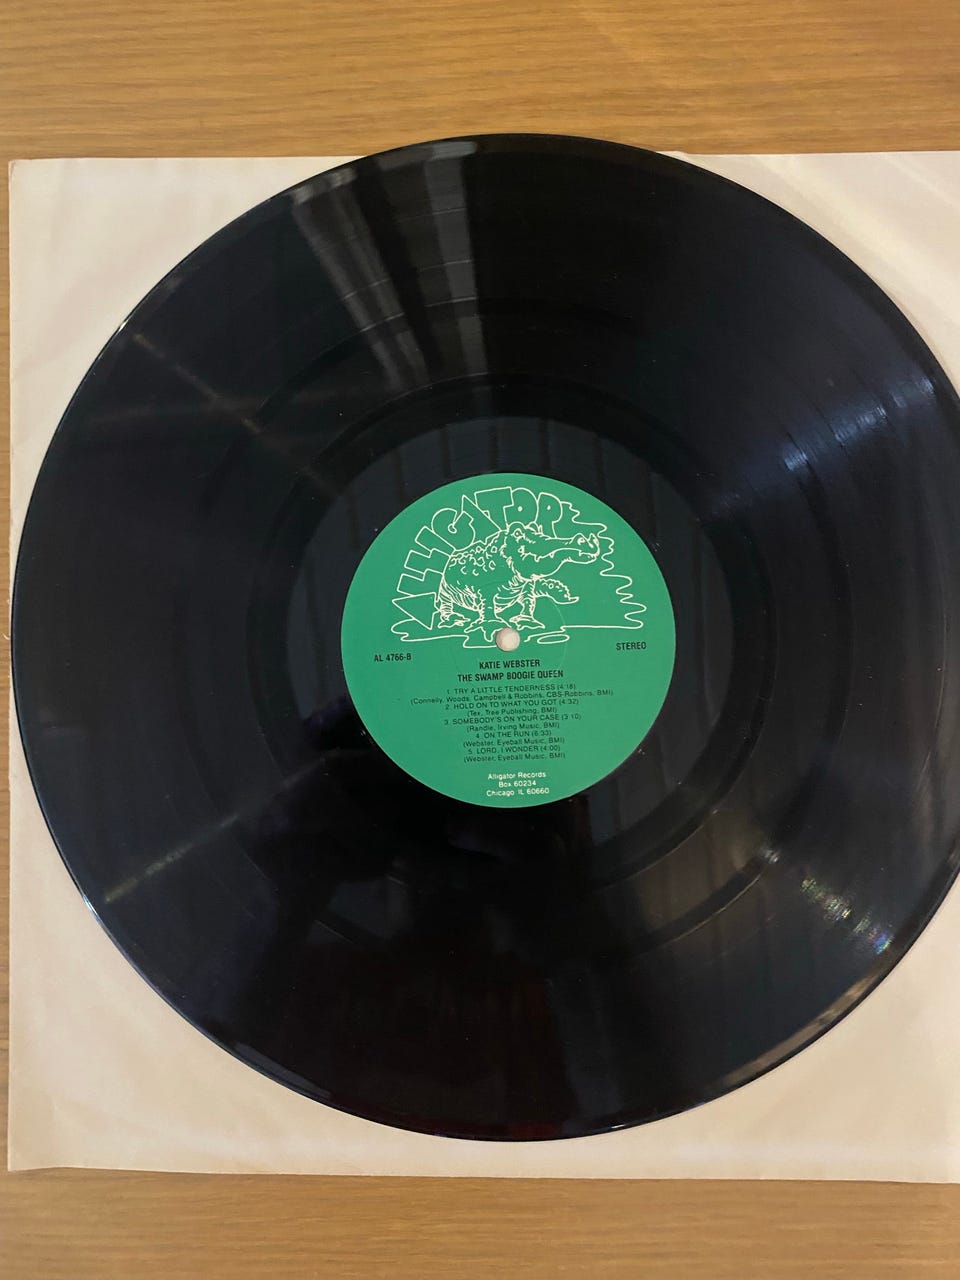 ALLIGATOR
AL 4766-B
STEREO
KATIE WEBSTER
THE SWAMP BOOGIE QUEEN
1. TRY A LITTLE TENDERNESS (4:18)
(Connelly, Woods, Campbell & Robbins, CBS-Robbins, BMI)
2. HOLD ON TO WHAT YOU GOT (4:32)
(Tex, Tree Publishing, BMI)
3. SOMEBODY'S ON YOUR CASE (3:10)
(Randle, Irving Music, BMI)
4. ON THE RUN (6:33)
(Webster, Eyeball Music, BMI)
5. LORD, I WONDER (4:00)
(Webster, Eyeball Music, BMI)
Alligator Records
Box 60234
Chicago IL 60660